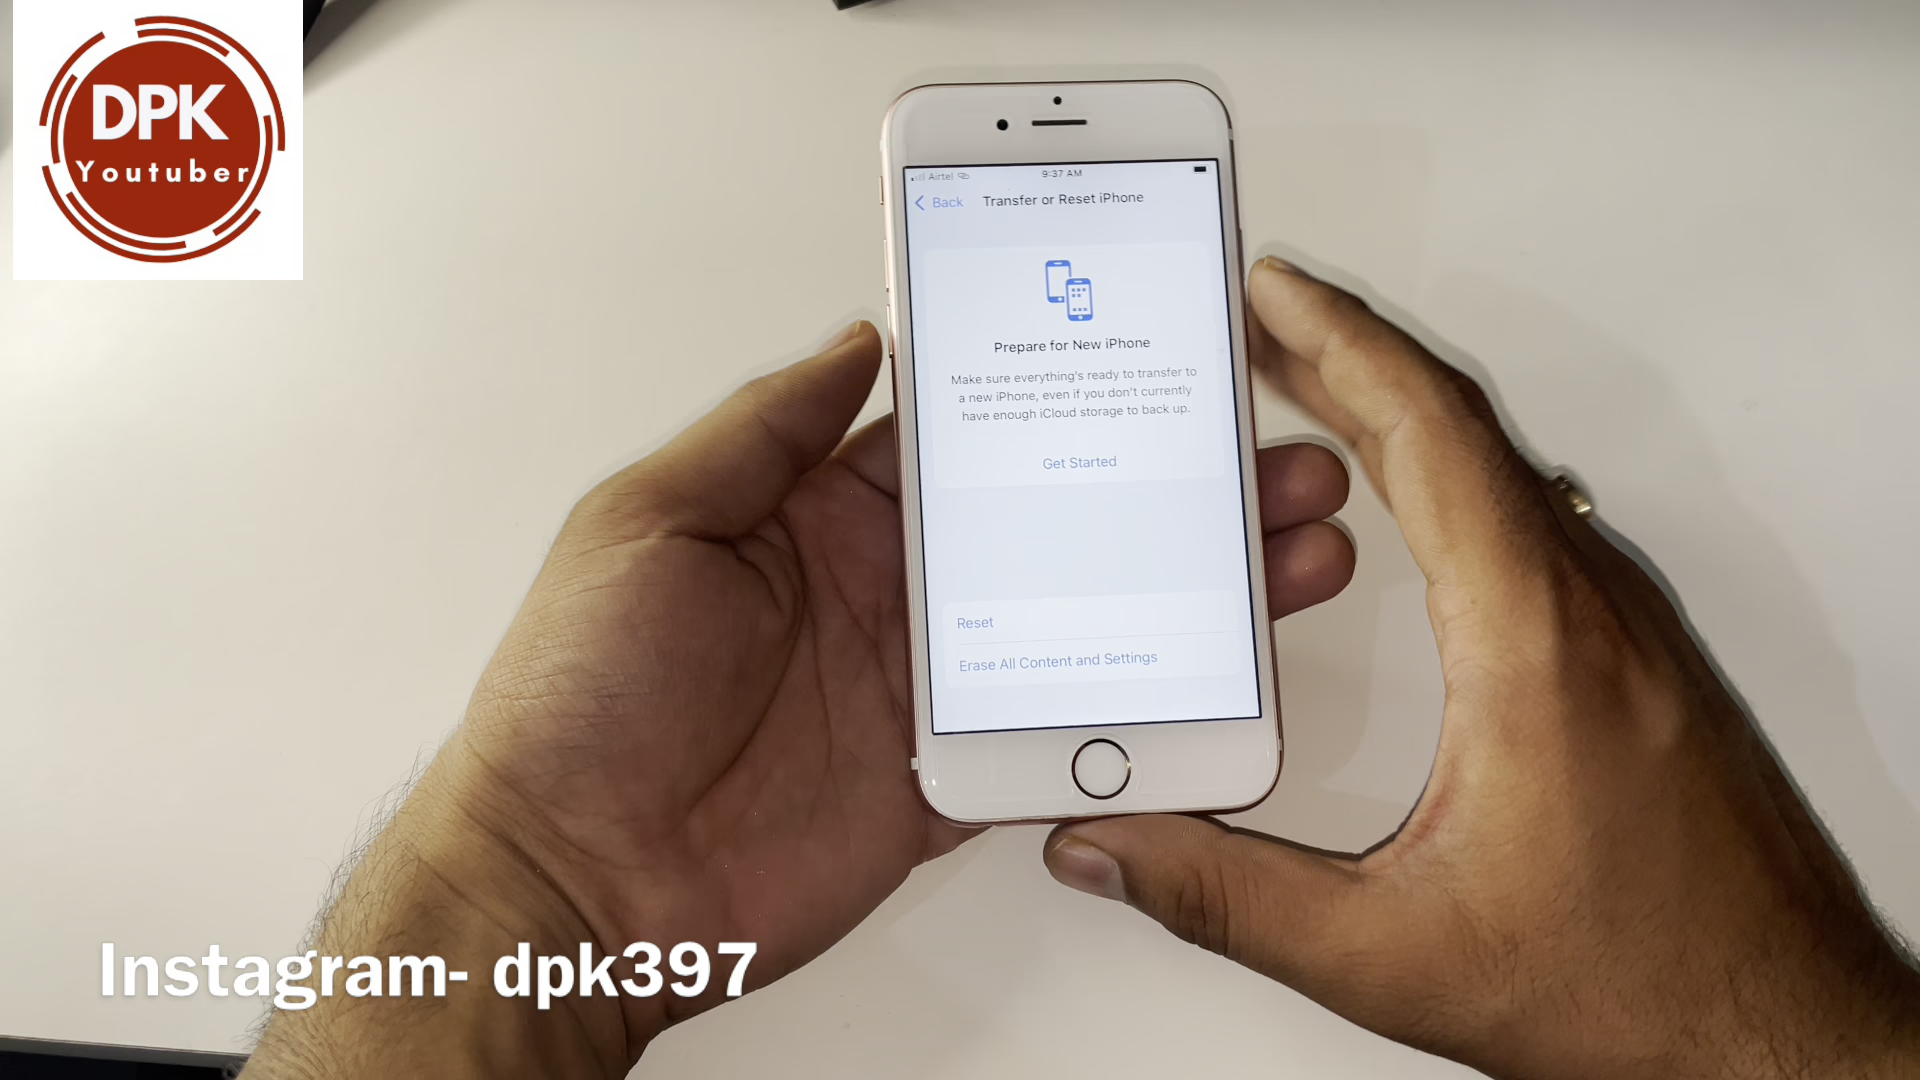 DPK
Youtuber
Airtel
9:37 AM
Back
Transfer or Reset iPhone
Prepare for New iPhone
Make sure everything's ready to transfer to
a new iPhone, even if you don't currently
have enough iCloud storage to back up.
Get Started
Reset
Erase All Content and Settings
Instagram- dpk397